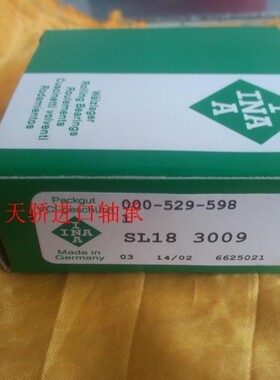 INA
Wälzlager
Rolling Bearings
Roulements
Cuscinetti volventi
Rodamientos
Packgut
000-529-598
天骄进口轴承
INA
SL18 3009
Made in
Germany
03 14/02 6625021